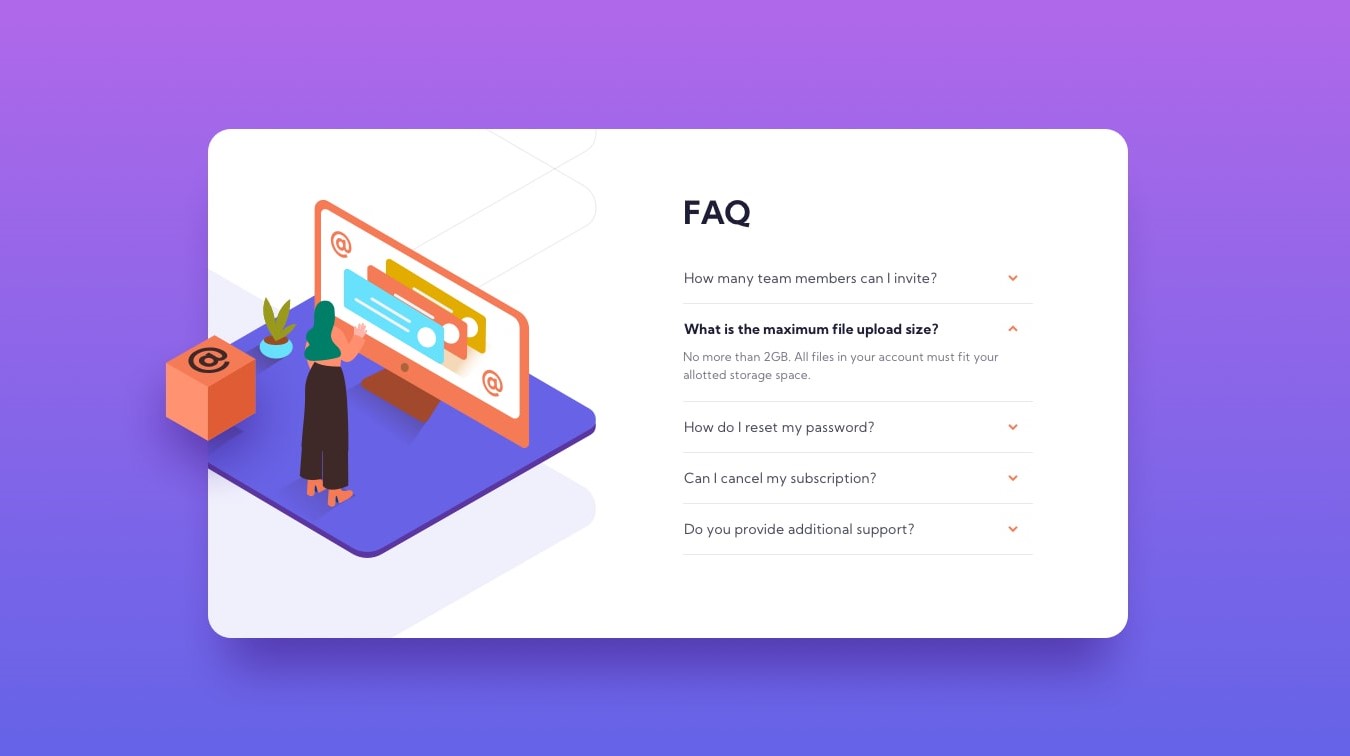 FAQ
How many team members can I invite?
What is the maximum file upload size?
No more than 2GB. All files in your account must fit your
allotted storage space.
How do I reset my password?
Can I cancel my subscription?
Do you provide additional support?
@
@
@